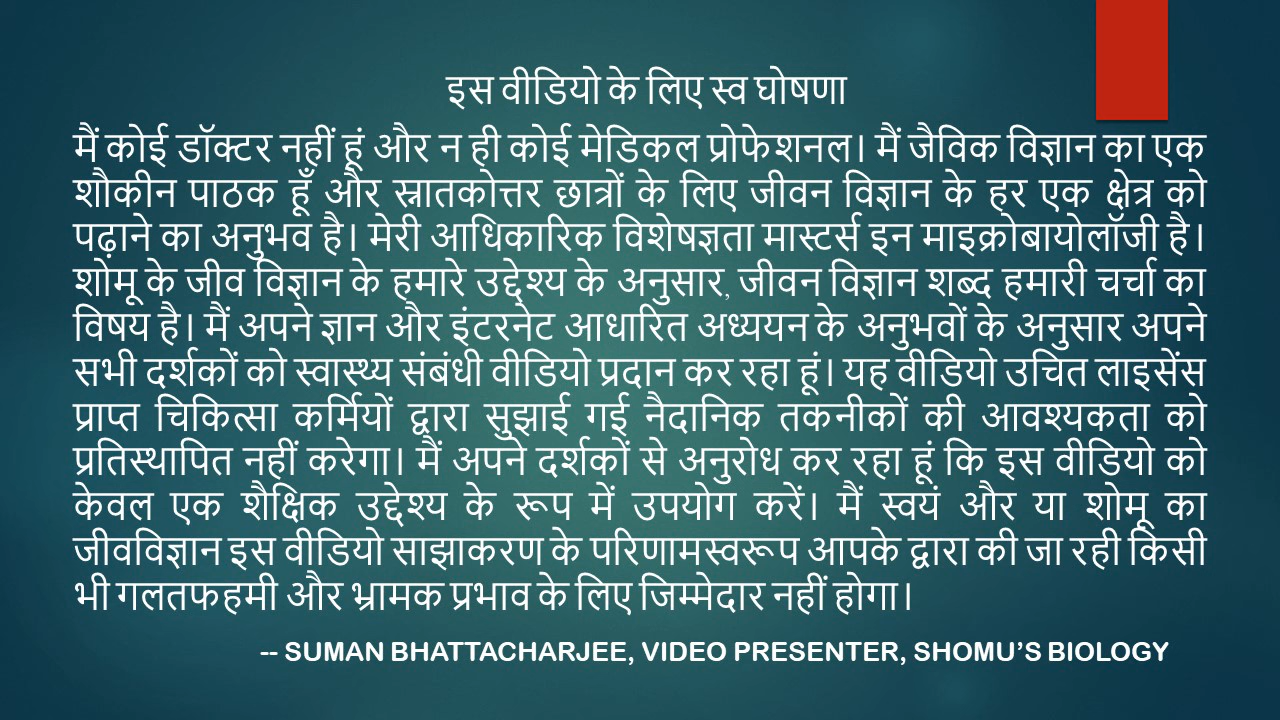 इस वीडियो के लिए स्व घोषणा
मैं कोई डॉक्टर नहीं हूं और न ही कोई मेडिकल प्रोफेशनल। मैं जैविक विज्ञान का एक
शौकीन पाठक हूँ और स्नातकोत्तर छात्रों के लिए जीवन विज्ञान के हर एक क्षेत्र को
पढ़ाने का अनुभव है। मेरी आधिकारिक विशेषज्ञता मास्टर्स इन माइक्रोबायोलॉजी है।
शोमू के जीव विज्ञान के हमारे उद्देश्य के अनुसार, जीवन विज्ञान शब्द हमारी चर्चा का
विषय है। मैं अपने ज्ञान और इंटरनेट आधारित अध्ययन के अनुभवों के अनुसार अपने
सभी दर्शकों को स्वास्थ्य संबंधी वीडियो प्रदान कर रहा हूं। यह वीडियो उचित लाइसेंस
प्राप्त चिकित्सा कर्मियों द्वारा सुझाई गई नैदानिक तकनीकों की आवश्यकता को
प्रतिस्थापित नहीं करेगा। मैं अपने दर्शकों से अनुरोध कर रहा हूं कि इस वीडियो को
केवल एक शैक्षिक उद्देश्य के रूप में उपयोग करें। मैं स्वयं और या शोमू का
जीवविज्ञान इस वीडियो साझाकरण के परिणामस्वरूप आपके द्वारा की जा रही किसी
भी गलतफहमी और भ्रामक प्रभाव के लिए जिम्मेदार नहीं होगा।
-- SUMAN BHATTACHARJEE, VIDEO PRESENTER, SHOMU’S BIOLOGY